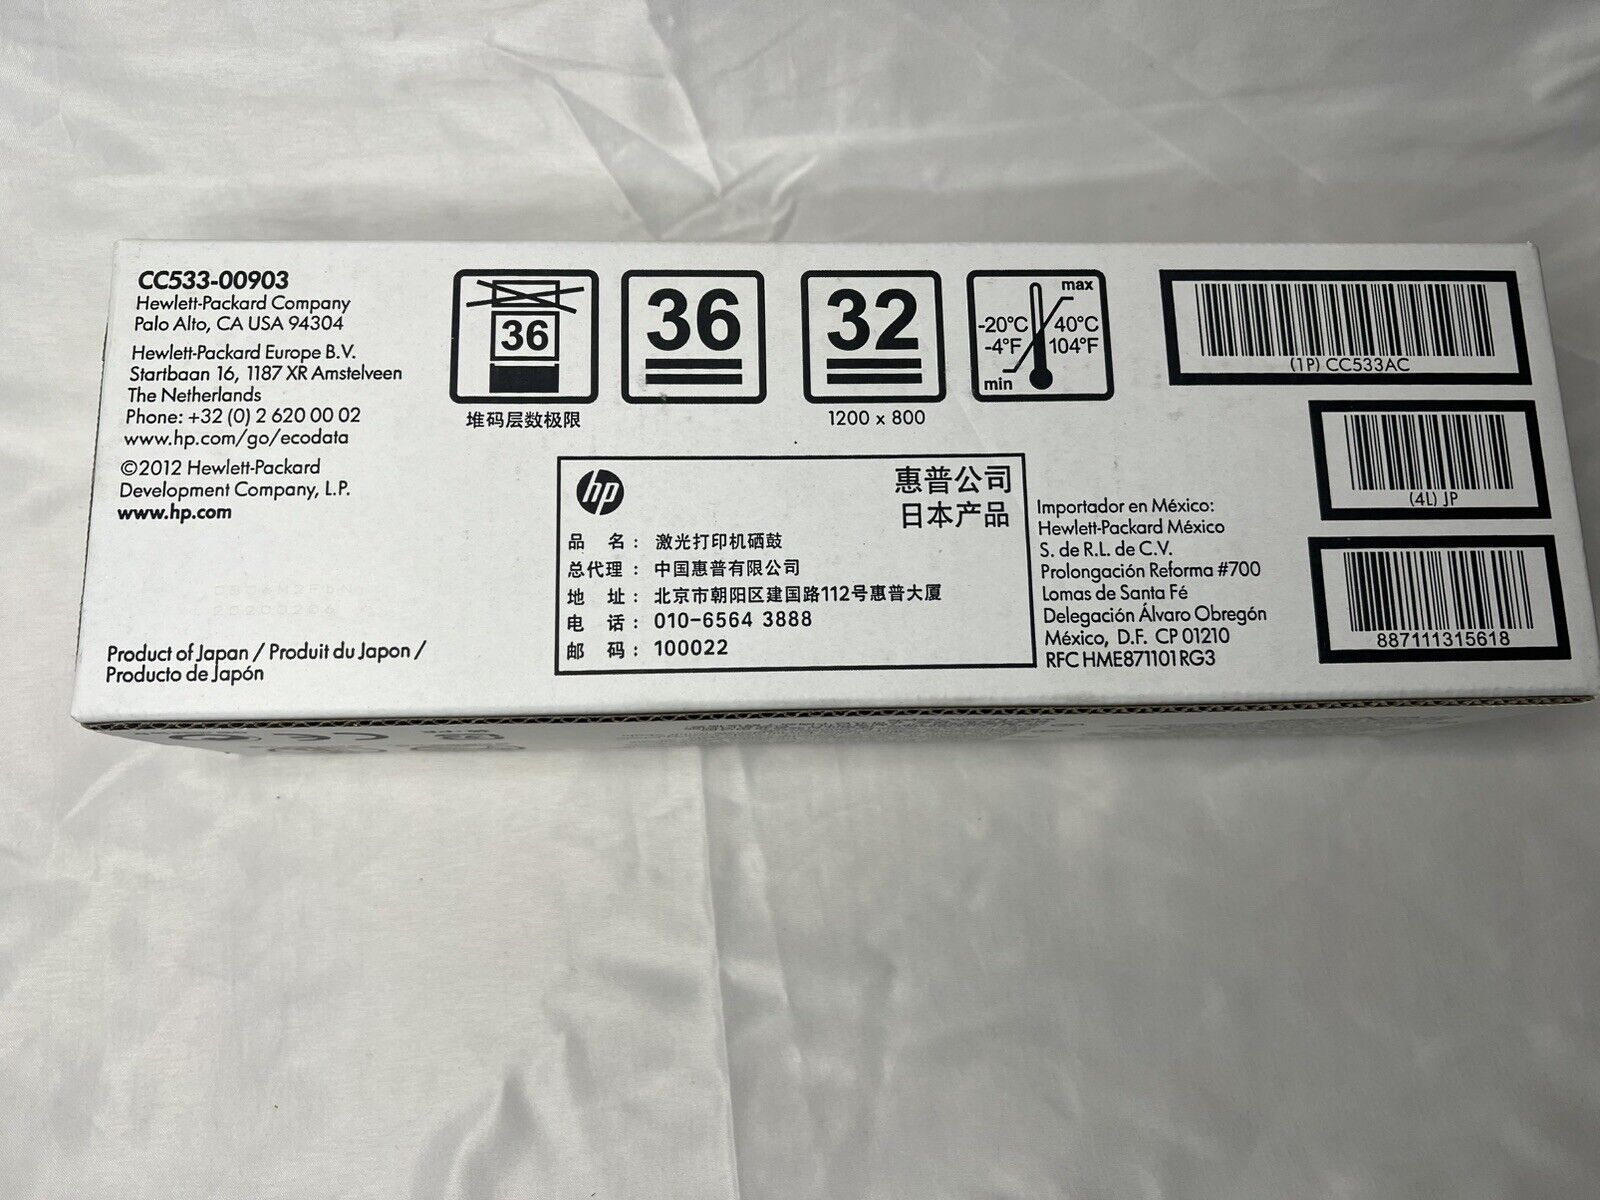 CC533-00903
Hewlett-Packard Company
Palo Alto, CA USA 94304
Hewlett-Packard Europe B.V.
Startbaan 16, 1187 XR Amstelveen
The Netherlands
Phone: +32 (0) 2 620 00 02
www.hp.com/go/ecodata
©2012 Hewlett-Packard
Development Company, L.P.
www.hp.com
Product of Japan / Produit du Japon /
Producto de Japón
36
堆码层数极限
36
32
1200 x 800
max
-20°C 40°C
-4°F 104°F
min
hp
惠普公司
日本产品
品 名: 激光打印机硒鼓
总代理: 中国惠普有限公司
地 址: 北京市朝阳区建国路112号惠普大厦
电 话: 010-6564 3888
邮 码: 100022
Importador en México:
Hewlett-Packard México
S. de R.L. de C.V.
Prolongación Reforma #700
Lomas de Santa Fé
Delegación Álvaro Obregón
México, D.F. CP 01210
RFC HME871101RG3
(1P) CC533AC
(4L) JP
887111315618